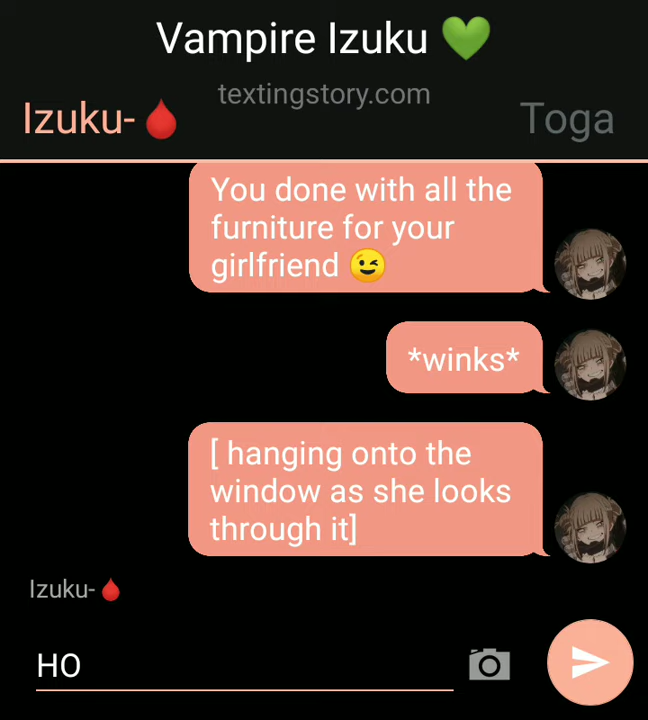 Vampire Izuku 💚
textingstory.com
Izuku-🩸 Toga
You done with all the
furniture for your
girlfriend 😉
*winks*
[ hanging onto the
window as she looks
through it]
Izuku-🩸
HO